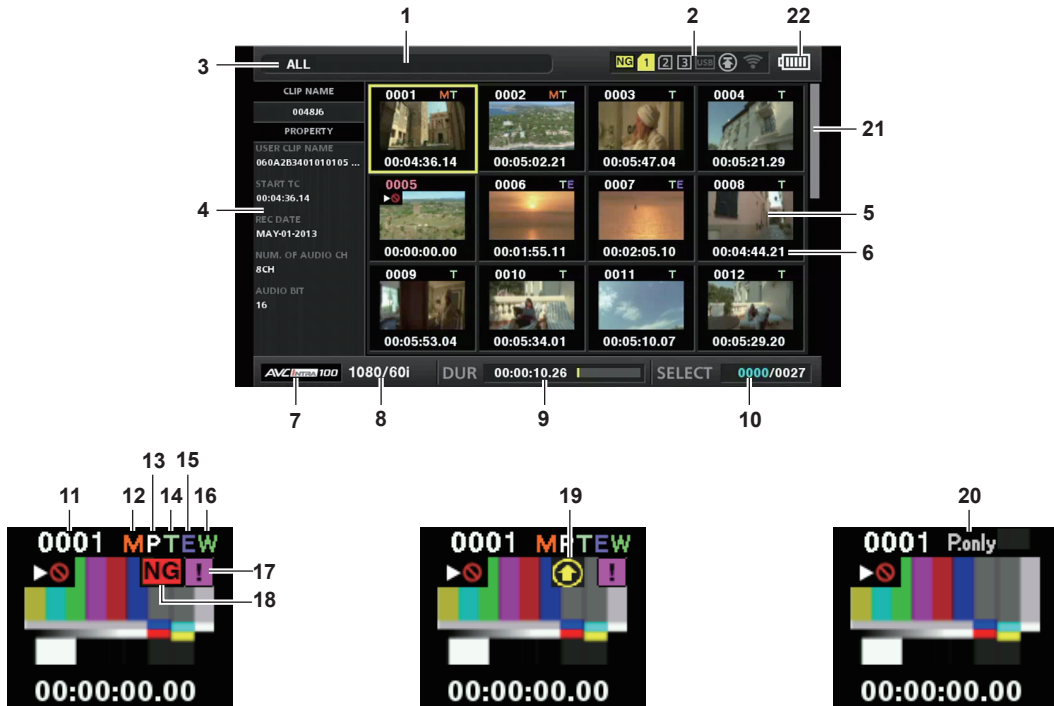 1 2 22
3 ALL NG 1 2 3 USB
CLIP NAME
0048J6
PROPERTY
USER CLIP NAME
060A2B3401010105 ...
START TC
00:04:36.14
REC DATE
MAY-01-2013
NUM. OF AUDIO CH
8CH
AUDIO BIT
16
4
0001 MT 0002 MT 0003 T 0004 T
00:04:36.14 00:05:02.21 00:05:47.04 00:05:21.29
21
0005 0006 TE 0007 TE 0008 T
5
00:00:00.00 00:01:55.11 00:02:05.10 00:04:44.21
6
0009 T 0010 T 0011 T 0012 T
00:05:53.04 00:05:34.01 00:05:10.07 00:05:29.20
AVC INTRA 100 1080/60i DUR 00:00:10.26 SELECT 0000/0027
7 8 9 10
13 15
11 12 14 16
0001 MPTEW
NG !
17
18
00:00:00.00
19
0001 MPTEW
!
00:00:00.00
20
0001 P.only
00:00:00.00